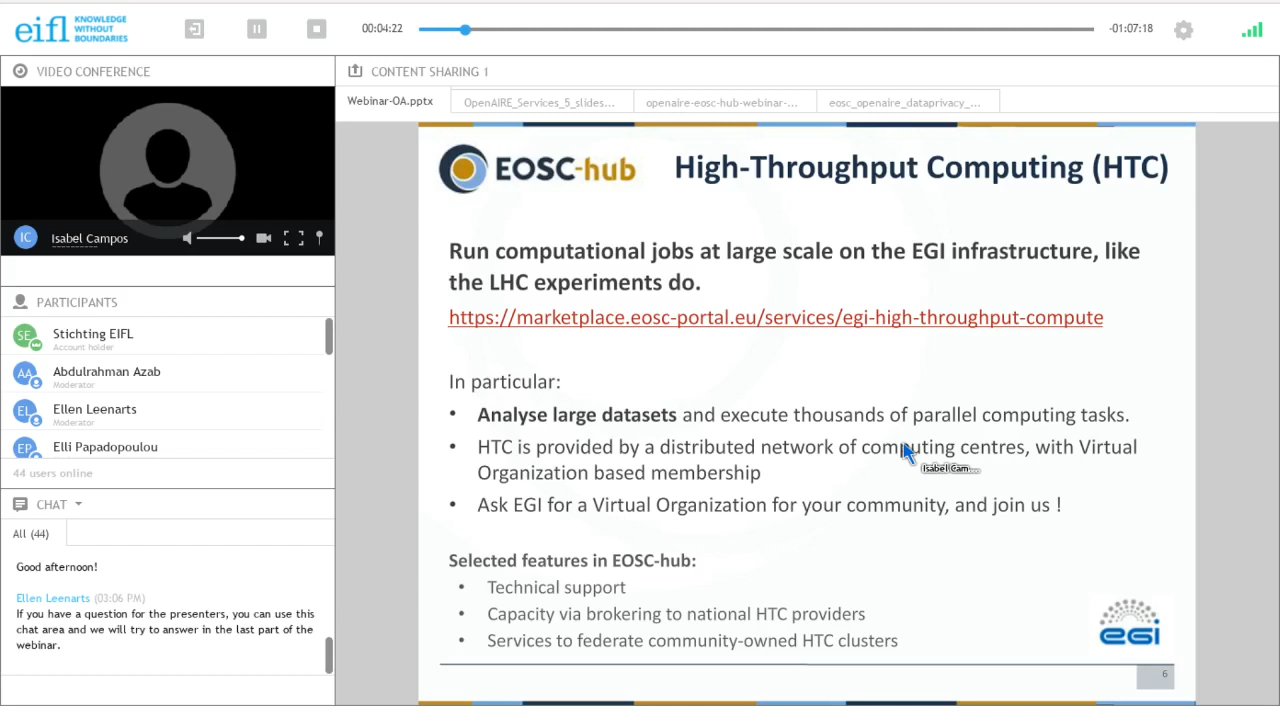 eifl KNOWLEDGE
WITHOUT
BOUNDARIES
00:04:22
-01:07:18
VIDEO CONFERENCE
IC Isabel Campos
PARTICIPANTS
SE Stichting EIFL
Account holder
AA Abdulrahman Azab
Moderator
EL Ellen Leenarts
Moderator
EP Elli Papadopoulou
44 users online
CHAT
All (44)
Good afternoon!
Ellen Leenarts (03:06 PM)
If you have a question for the presenters, you can use this
chat area and we will try to answer in the last part of the
webinar.
CONTENT SHARING 1
Webinar-OA.pptx OpenAIRE_Services_5_slides... openaire-eosc-hub-webinar-... eosc_openaire_dataprivacy_...
EOSC-hub High-Throughput Computing (HTC)
Run computational jobs at large scale on the EGI infrastructure, like
the LHC experiments do.
https://marketplace.eosc-portal.eu/services/egi-high-throughput-compute
In particular:
• Analyse large datasets and execute thousands of parallel computing tasks.
• HTC is provided by a distributed network of computing centres, with Virtual
Organization based membership
Isabel Cam...
• Ask EGI for a Virtual Organization for your community, and join us !
Selected features in EOSC-hub:
• Technical support
• Capacity via brokering to national HTC providers
• Services to federate community-owned HTC clusters
egi
6